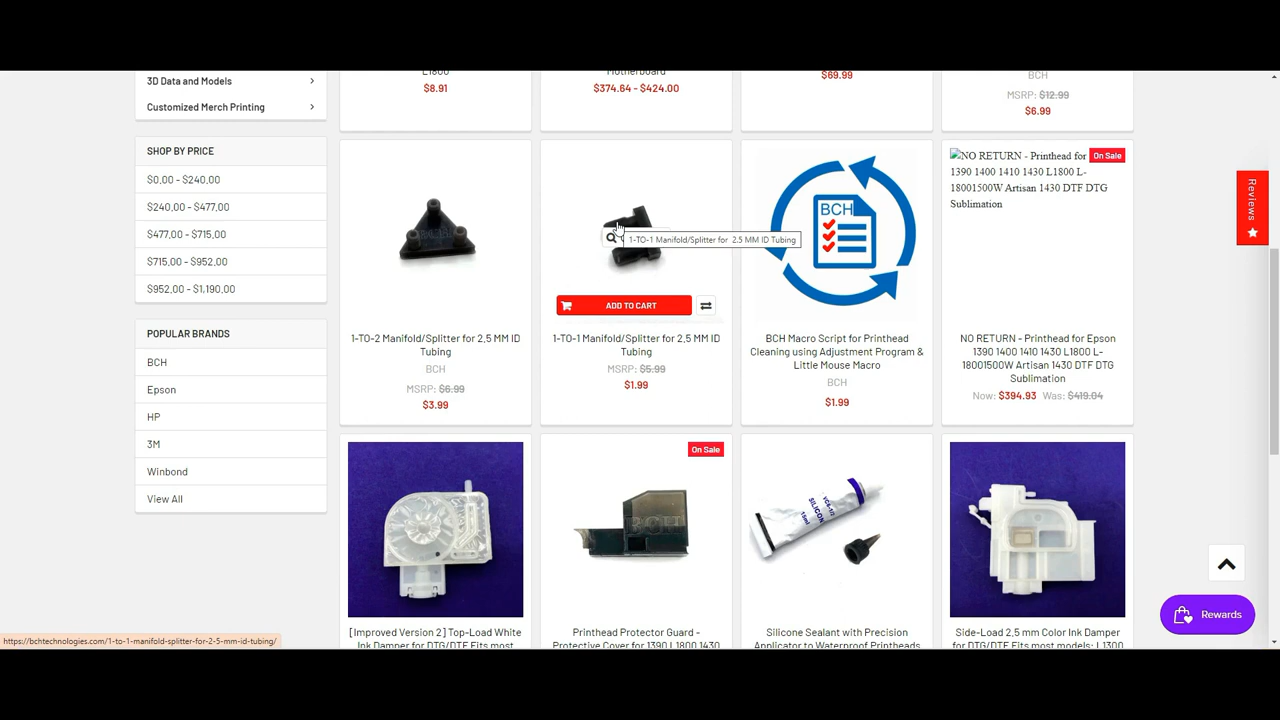 3D Data and Models
Customized Merch Printing
SHOP BY PRICE
$0.00 - $240.00
$240.00 - $477.00
$477.00 - $715.00
$715.00 - $952.00
$952.00 - $1,190.00
POPULAR BRANDS
BCH
Epson
HP
3M
Winbond
View All
L1800
$8.91
Motherboard
$374.64 - $424.00
$69.99
BCH
MSRP: $12.99
$6.99
1-TO-1 Manifold/Splitter for 2.5 MM ID Tubing
ADD TO CART
1-TO-2 Manifold/Splitter for 2,5 MM ID
Tubing
BCH
MSRP: $6.99
$3.99
1-TO-1 Manifold/Splitter for 2,5 MM ID
Tubing
MSRP: $5.99
$1.99
BCH
BCH Macro Script for Printhead
Cleaning using Adjustment Program &
Little Mouse Macro
BCH
$1.99
NO RETURN - Printhead for
1390 1400 1410 1430 L1800 L-
18001500W Artisan 1430 DTF DTG
Sublimation
On Sale
NO RETURN - Printhead for Epson
1390 1400 1410 1430 L1800 L-
18001500W Artisan 1430 DTF DTG
Sublimation
Now: $394.93 Was: $419.04
[Improved Version 2] Top-Load White
Ink Damper for DTG/DTF Fits most
On Sale
BCH
Printhead Protector Guard -
Protective Cover for 1390 L1800 1430
SILICON
Silicone Sealant with Precision
Applicator to Waterproof Printheads
Side-Load 2,5 mm Color Ink Damper
for DTG/DTF Fits most models: L1300
Reviews
Rewards
https://bchtechnologies.com/1-to-1-manifold-splitter-for-2-5-mm-id-tubing/